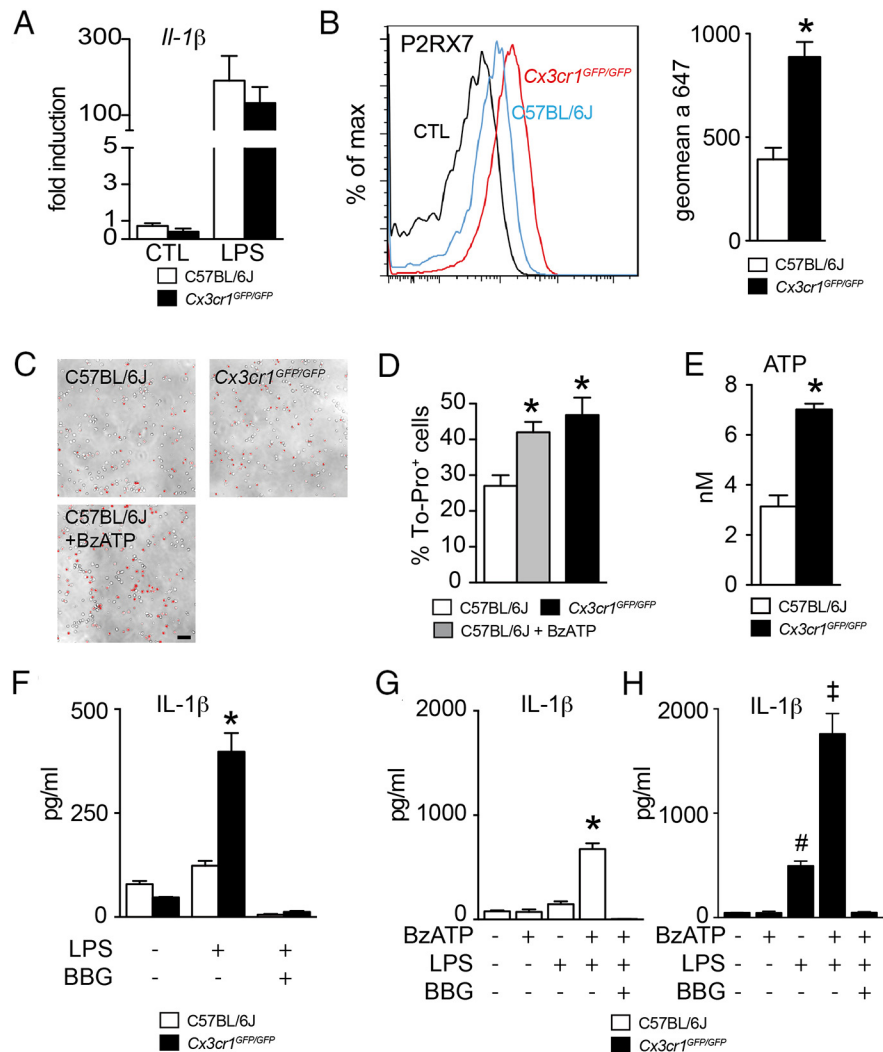 A
Il-1β
fold induction
300
100
5
3
1
0
CTL LPS
C57BL/6J
Cx3cr1GFP/GFP
B
P2RX7
Cx3cr1GFP/GFP
C57BL/6J
CTL
% of max
geomean a 647
1000
500
0
*
C57BL/6J
Cx3cr1GFP/GFP
C
C57BL/6J
Cx3cr1GFP/GFP
C57BL/6J
+BzATP
D
% To-Pro+ cells
50
40
30
20
10
0
* *
C57BL/6J Cx3cr1GFP/GFP
C57BL/6J + BzATP
E
ATP
nM
8
6
4
2
0
*
C57BL/6J
Cx3cr1GFP/GFP
F
IL-1β
pg/ml
500
250
0
*
LPS - + +
BBG - - +
C57BL/6J
Cx3cr1GFP/GFP
G
IL-1β
pg/ml
2000
1000
0
*
BzATP - + - + +
LPS - - + + +
BBG - - - - +
H
IL-1β
pg/ml
2000
1000
0
# ‡
BzATP - + - + +
LPS - - + + +
BBG - - - - +
C57BL/6J
Cx3cr1GFP/GFP